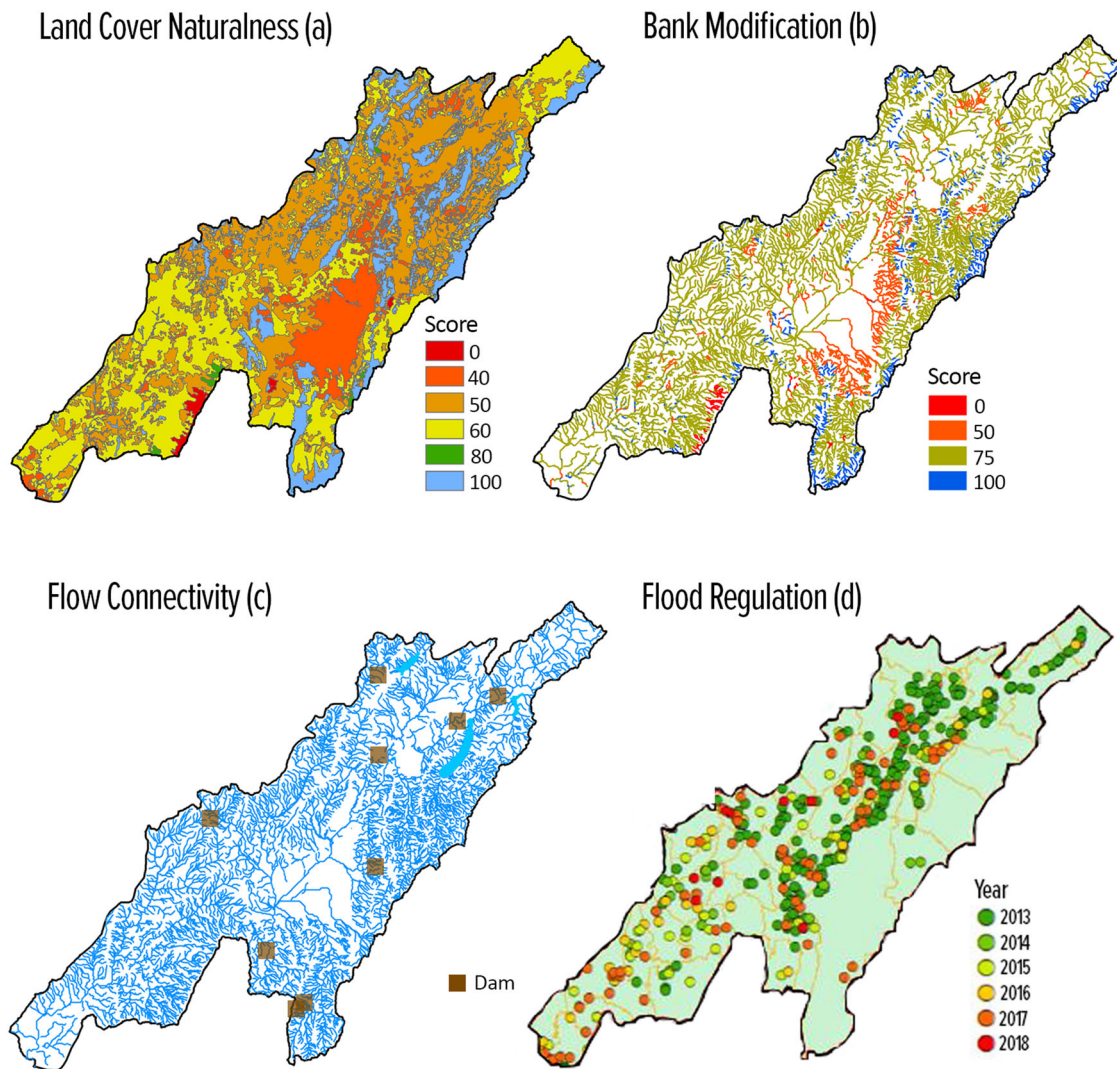 Land Cover Naturalness (a)
Score
0
40
50
60
80
100
Bank Modification (b)
Score
0
50
75
100
Flow Connectivity (c)
Dam
Flood Regulation (d)
Year
2013
2014
2015
2016
2017
2018